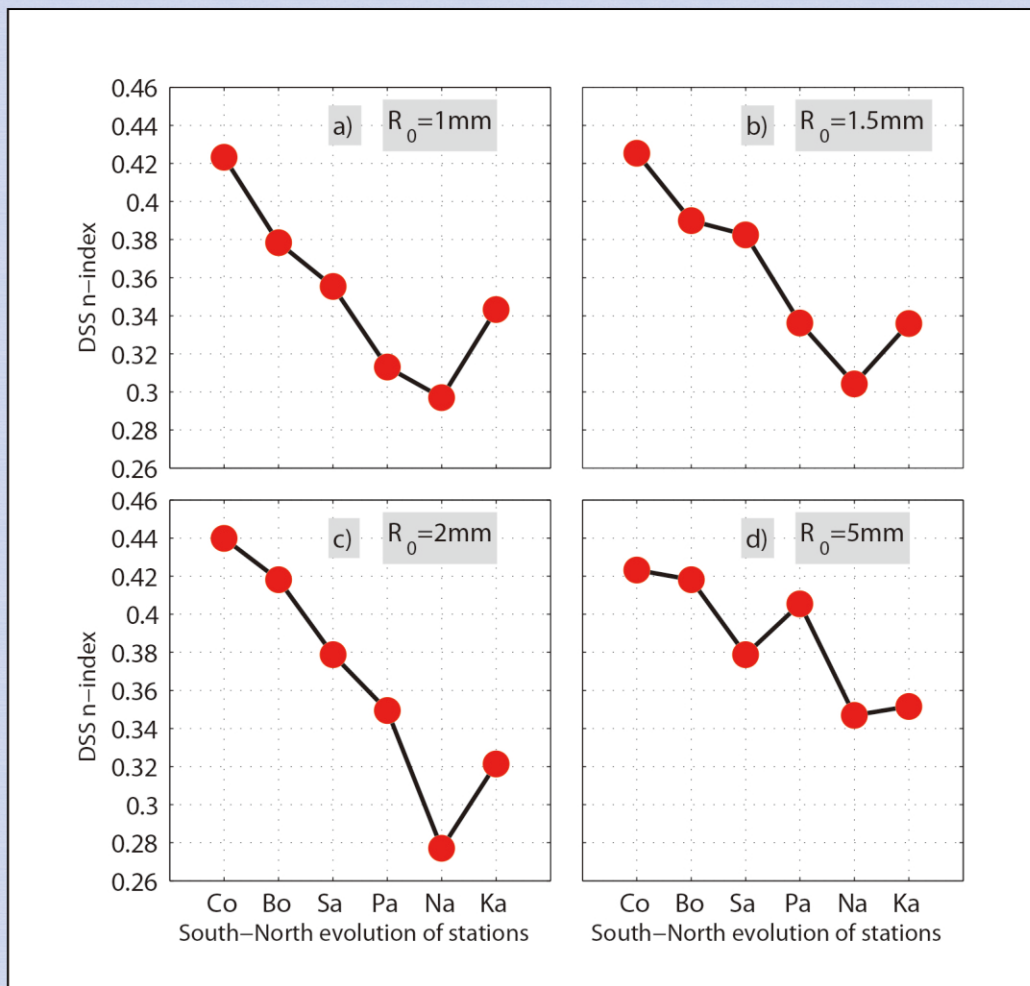 a) R₀=1mm
b) R₀=1.5mm
DSS n−index
0.46
0.44
0.42
0.4
0.38
0.36
0.34
0.32
0.3
0.28
0.26
c) R₀=2mm
d) R₀=5mm
DSS n−index
0.46
0.44
0.42
0.4
0.38
0.36
0.34
0.32
0.3
0.28
0.26
Co Bo Sa Pa Na Ka
South−North evolution of stations
Co Bo Sa Pa Na Ka
South−North evolution of stations